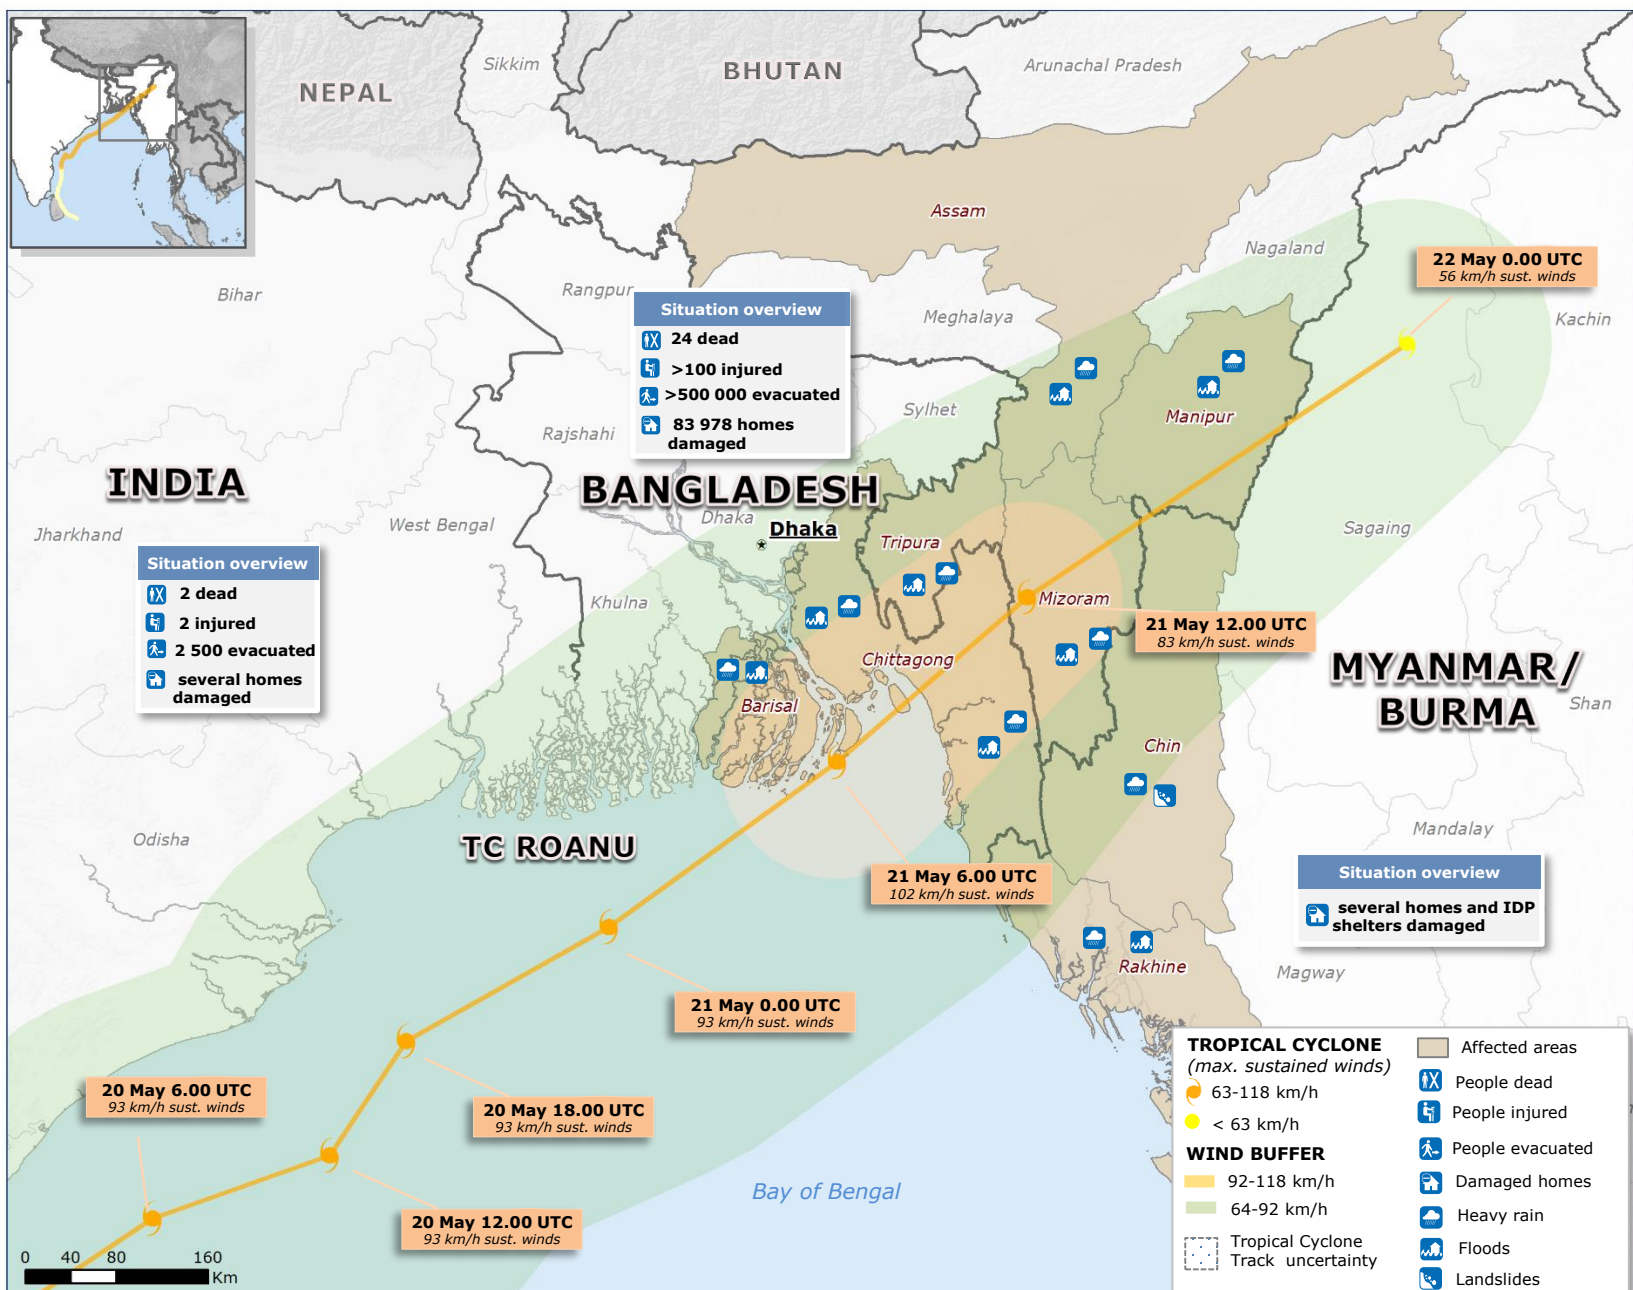 NEPAL
Sikkim
BHUTAN
Arunachal Pradesh
Assam
Nagaland
22 May 0.00 UTC
56 km/h sust. winds
Bihar
Rangpur
Meghalaya
Kachin
Situation overview
24 dead
>100 injured
>500 000 evacuated
83 978 homes
damaged
Sylhet
Manipur
Rajshahi
INDIA
BANGLADESH
West Bengal
Dhaka
Dhaka
Jharkhand
Sagaing
Tripura
Situation overview
2 dead
2 injured
2 500 evacuated
several homes
damaged
Khulna
Mizoram
21 May 12.00 UTC
83 km/h sust. winds
Chittagong
Barisal
MYANMAR/
BURMA
Shan
Chin
Odisha
TC ROANU
Mandalay
21 May 6.00 UTC
102 km/h sust. winds
Situation overview
several homes and IDP
shelters damaged
Rakhine
Magway
21 May 0.00 UTC
93 km/h sust. winds
20 May 6.00 UTC
93 km/h sust. winds
20 May 18.00 UTC
93 km/h sust. winds
20 May 12.00 UTC
93 km/h sust. winds
Bay of Bengal
0 40 80 160
Km
TROPICAL CYCLONE
(max. sustained winds)
63-118 km/h
< 63 km/h
WIND BUFFER
92-118 km/h
64-92 km/h
Tropical Cyclone
Track uncertainty
Affected areas
People dead
People injured
People evacuated
Damaged homes
Heavy rain
Floods
Landslides